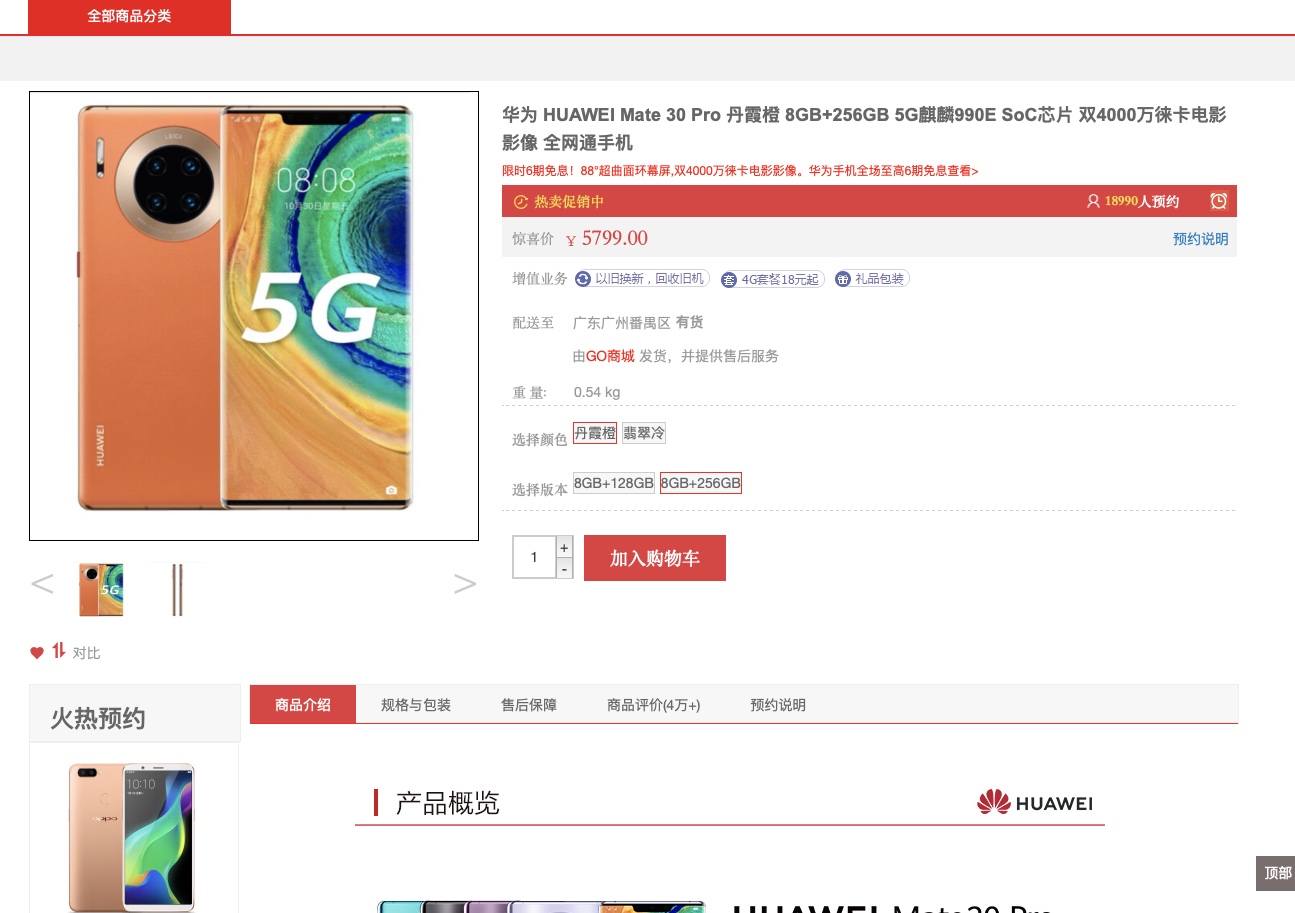 全部商品分类
华为 HUAWEI Mate 30 Pro 丹霞橙 8GB+256GB 5G麒麟990E SoC芯片 双4000万徕卡电影
影像 全网通手机
限时6期免息！88°超曲面环幕屏,双4000万徕卡电影影像。华为手机全场至高6期免息查看>
热卖促销中 18990人预约
惊喜价 ￥ 5799.00 预约说明
增值业务 以旧换新，回收旧机 套 4G套餐18元起 礼品包装
配送至 广东广州番禺区 有货
由GO商城 发货，并提供售后服务
重 量: 0.54 kg
选择颜色 丹霞橙 翡翠冷
选择版本 8GB+128GB 8GB+256GB
1 + -
加入购物车
LEICA
08:08
10月30日星期五
5G
HUAWEI
< 5G >
对比
火热预约
商品介绍 规格与包装 售后保障 商品评价(4万+) 预约说明
产品概览 HUAWEI
10:10
oppo
顶部
HUAWEI Mate30 Pro